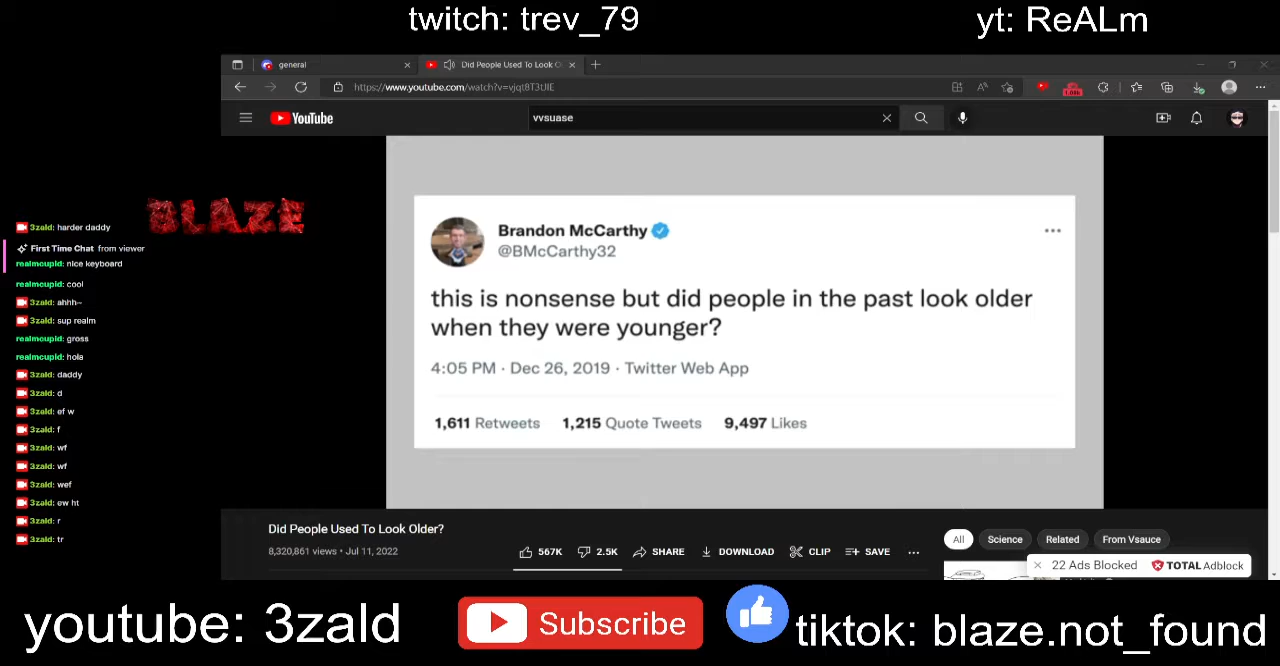 twitch: trev_79
yt: ReALm
general
Did People Used To Look O
https://www.youtube.com/watch?v=vjqt8T3tJIE
1.08k
YouTube
vvsuase
BLAZE
3zald: harder daddy
First Time Chat from viewer
realmcupid: nice keyboard
realmcupid: cool
3zald: ahhh~
3zald: sup realm
realmcupid: gross
realmcupid: hola
3zald: daddy
3zald: d
3zald: ef w
3zald: f
3zald: wf
3zald: wf
3zald: wef
3zald: ew ht
3zald: r
3zald: tr
Brandon McCarthy
@BMcCarthy32
this is nonsense but did people in the past look older
when they were younger?
4:05 PM · Dec 26, 2019 · Twitter Web App
1,611 Retweets 1,215 Quote Tweets 9,497 Likes
Did People Used To Look Older?
8,320,861 views • Jul 11, 2022
567K 2.5K SHARE DOWNLOAD CLIP SAVE
All Science Related From Vsauce
22 Ads Blocked TOTAL Adblock
youtube: 3zald
Subscribe
tiktok: blaze.not_found